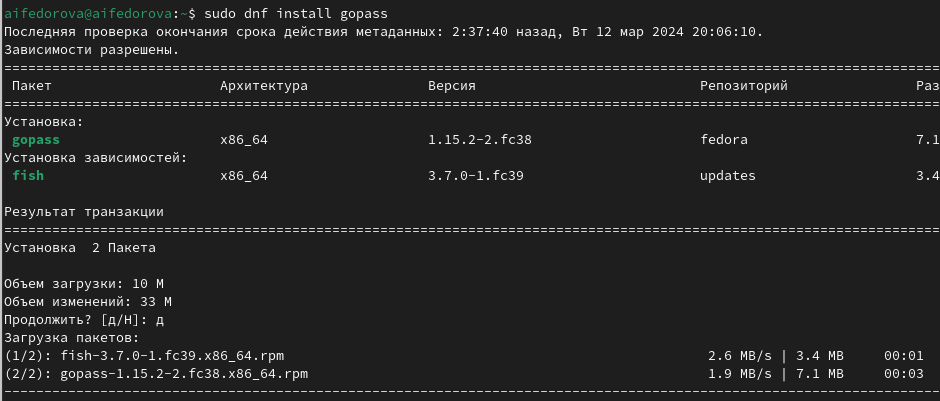 aifedorova@aifedorova:~$ sudo dnf install gopass
Последняя проверка окончания срока действия метаданных: 2:37:40 назад, Вт 12 мар 2024 20:06:10.
Зависимости разрешены.
Пакет Архитектура Версия Репозиторий Раз
Установка:
gopass x86_64 1.15.2-2.fc38 fedora 7.1
Установка зависимостей:
fish x86_64 3.7.0-1.fc39 updates 3.4
Результат транзакции
Установка 2 Пакета
Объем загрузки: 10 M
Объем изменений: 33 M
Продолжить? [д/Н]: д
Загрузка пакетов:
(1/2): fish-3.7.0-1.fc39.x86_64.rpm 2.6 MB/s | 3.4 MB 00:01
(2/2): gopass-1.15.2-2.fc38.x86_64.rpm 1.9 MB/s | 7.1 MB 00:03